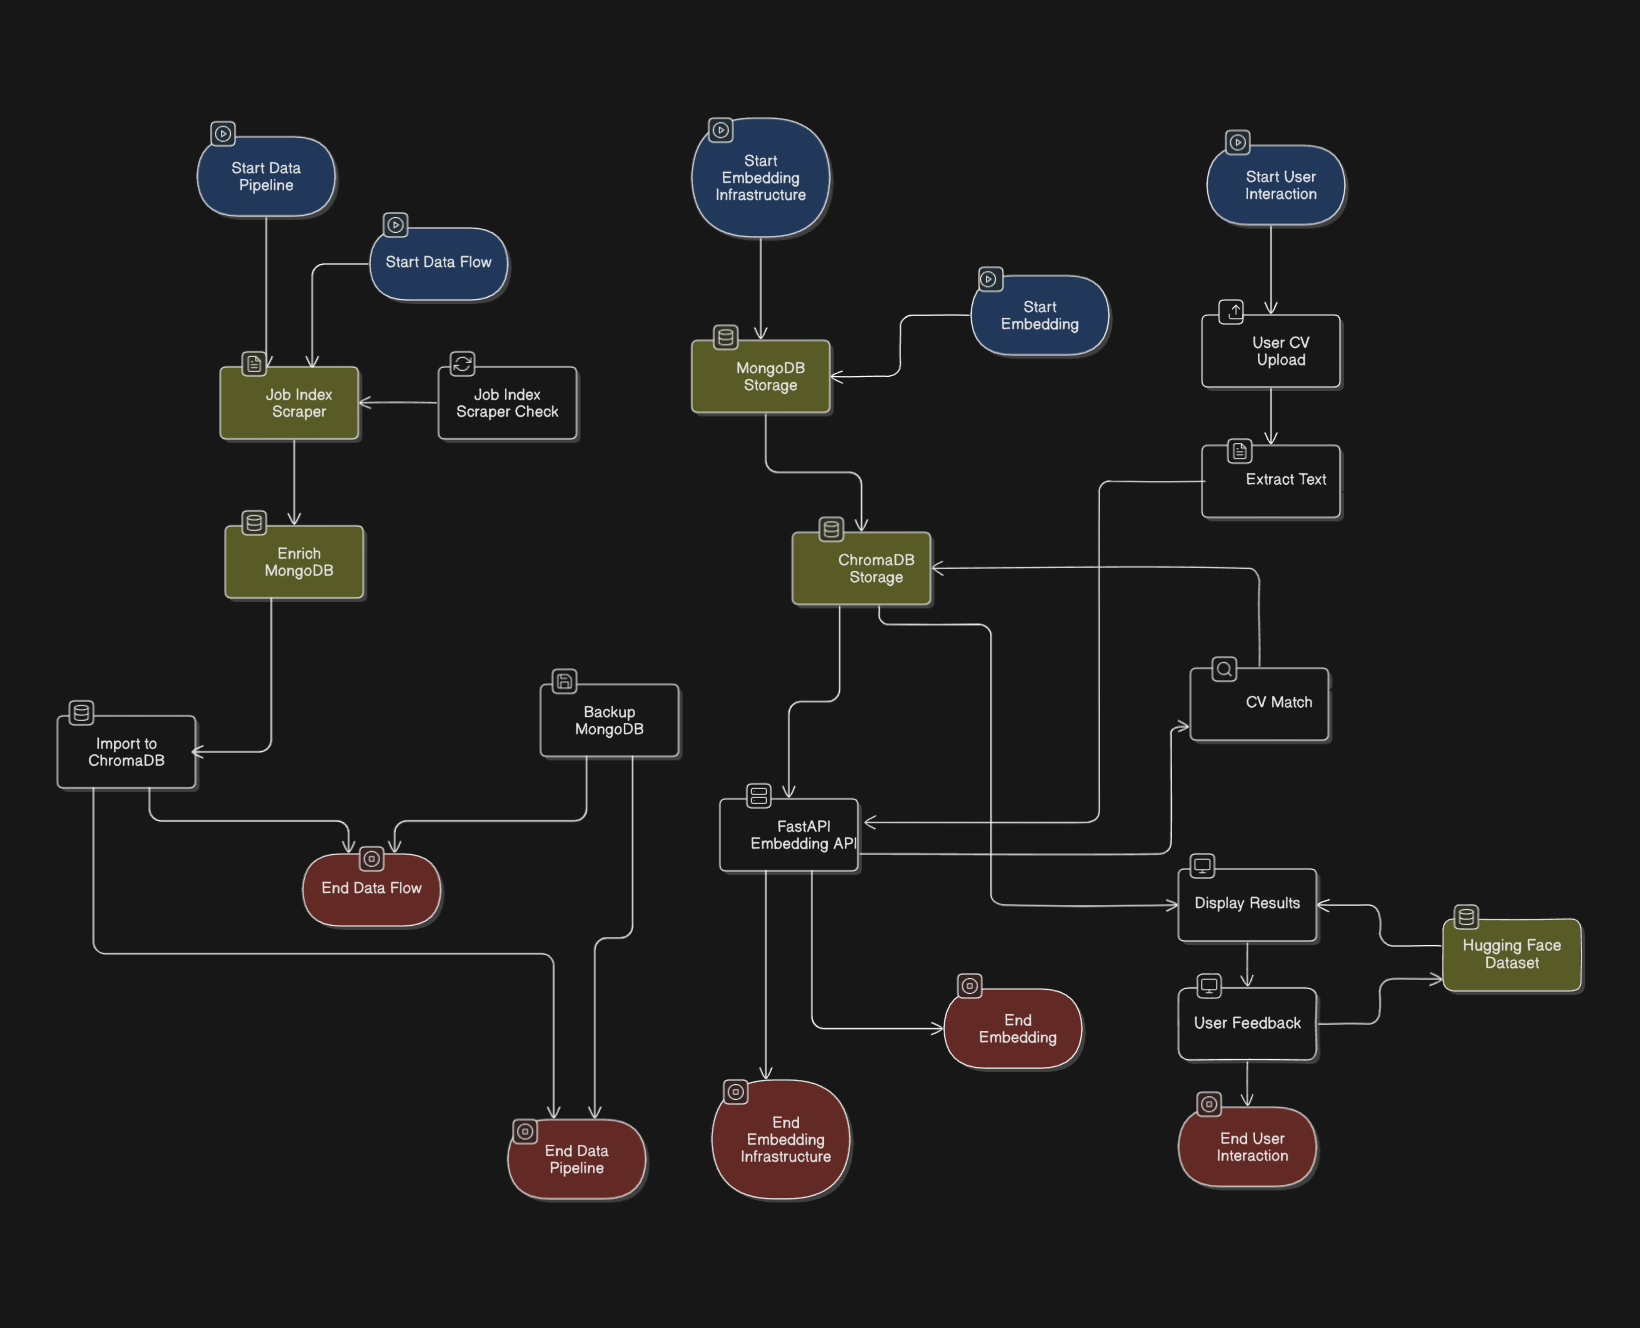 Start Data
Pipeline
Start Data Flow
Job Index
Scraper
Job Index
Scraper Check
Enrich
MongoDB
Import to
ChromaDB
Backup
MongoDB
End Data Flow
End Data
Pipeline
Start
Embedding
Infrastructure
Start
Embedding
MongoDB
Storage
ChromaDB
Storage
FastAPI
Embedding API
End
Embedding
End
Embedding
Infrastructure
Start User
Interaction
User CV
Upload
Extract Text
CV Match
Display Results
Hugging Face
Dataset
User Feedback
End User
Interaction